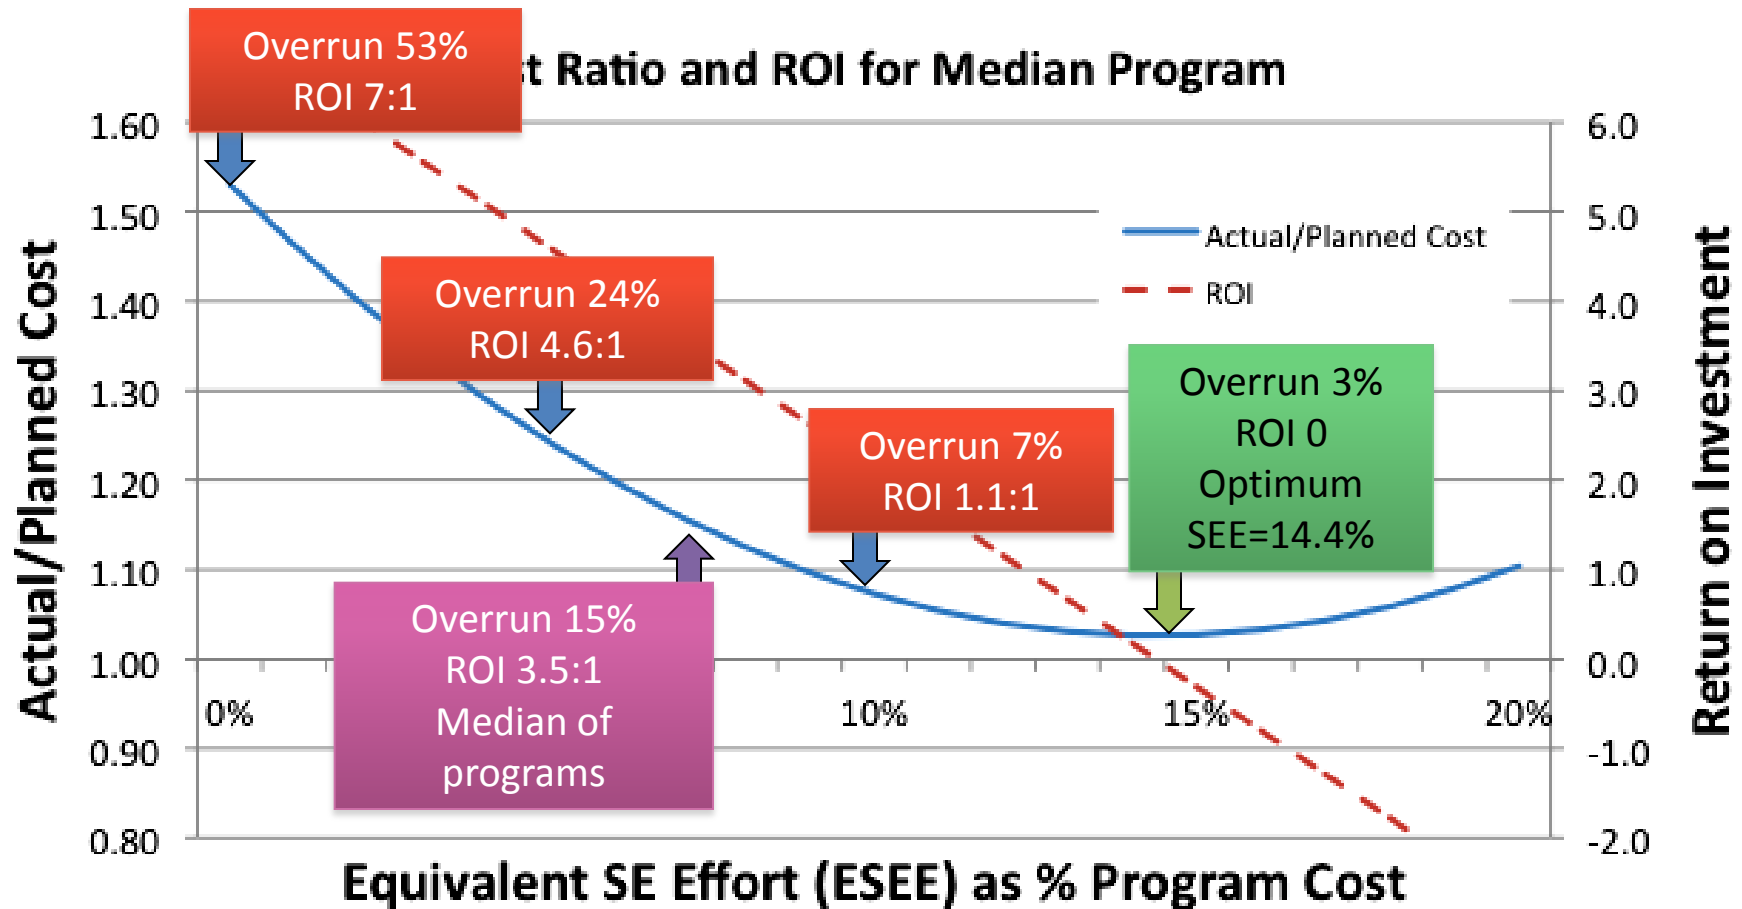 Overrun 53%
ROI 7:1
Ratio and ROI for Median Program
1.60
1.50
1.40
1.30
1.20
1.10
1.00
0.90
0.80
Actual/Planned Cost
6.0
5.0
4.0
3.0
2.0
1.0
0.0
-1.0
-2.0
Return on Investment
Actual/Planned Cost
ROI
Overrun 24%
ROI 4.6:1
Overrun 7%
ROI 1.1:1
Overrun 3%
ROI 0
Optimum
SEE=14.4%
Overrun 15%
ROI 3.5:1
Median of
programs
0%
10%
15%
20%
Equivalent SE Effort (ESEE) as % Program Cost